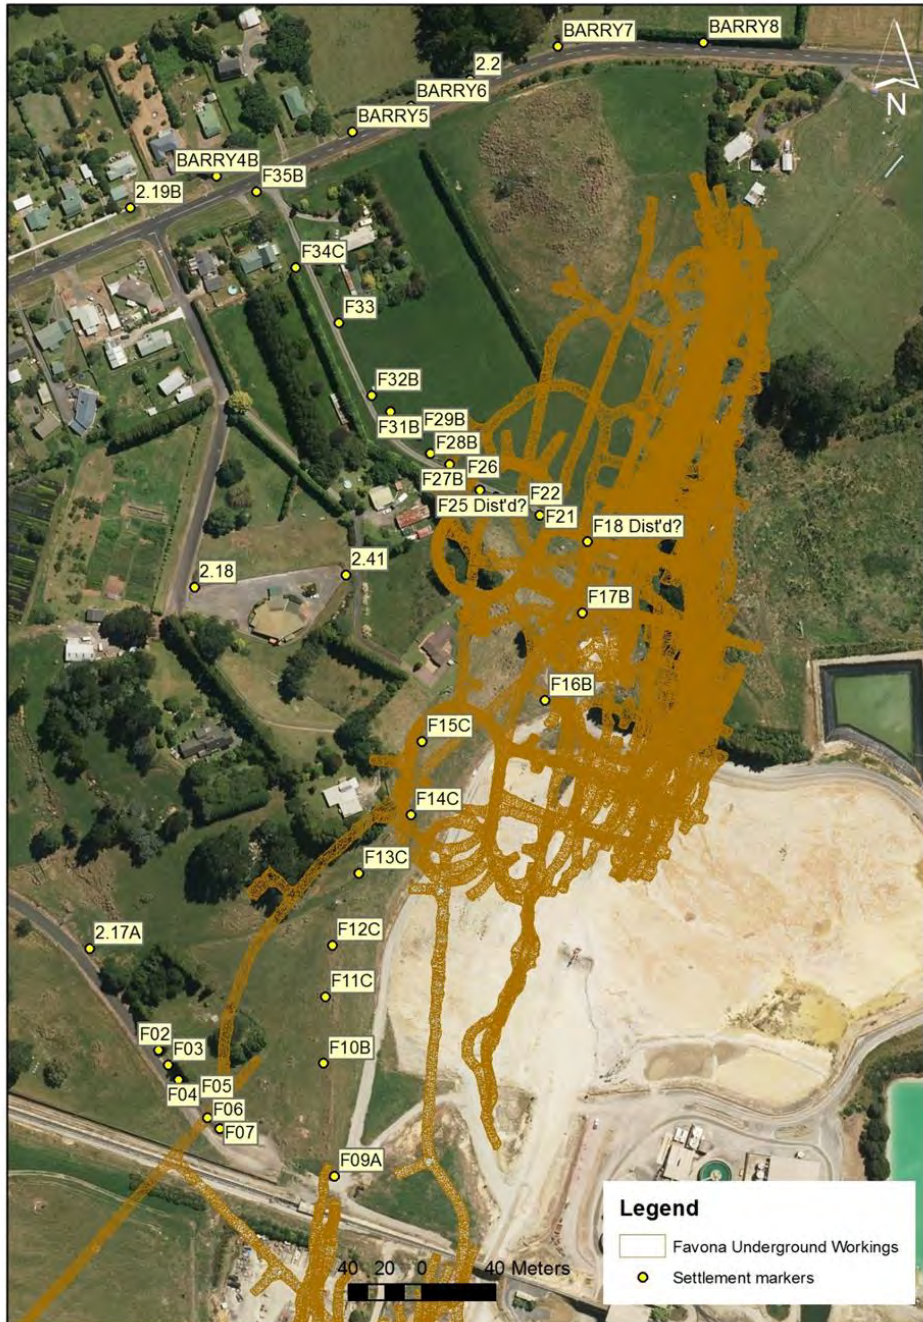 BARRY7
BARRY8
2.2
BARRY6
BARRY5
N
BARRY4B
F35B
2.19B
F34C
F33
F32B
F31B
F29B
F28B
F27B
F26
F25 Dist'd?
F22
F21
F18 Dist'd?
2.18
2.41
F17B
F16B
F15C
F14C
F13C
2.17A
F12C
F11C
F10B
F02
F03
F04
F05
F06
F07
F09A
40 20 0 40 Meters
Legend
Favona Underground Workings
Settlement markers